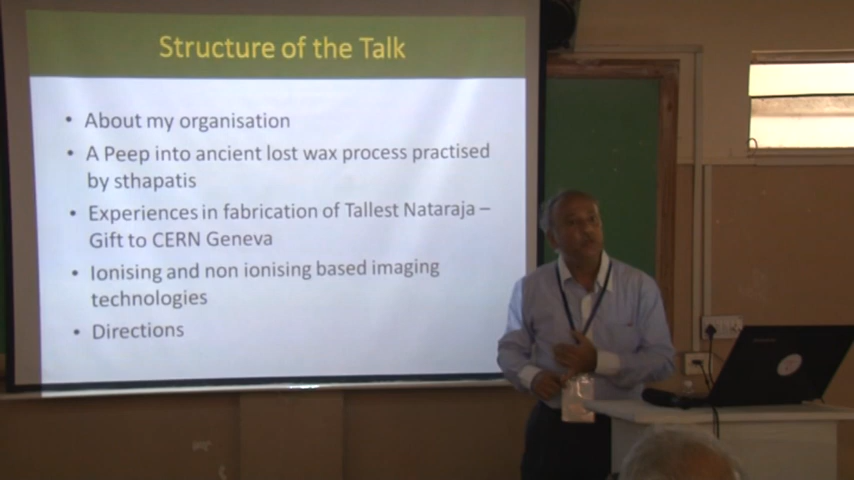 Structure of the Talk
• About my organisation
• A Peep into ancient lost wax process practised
by sthapatis
• Experiences in fabrication of Tallest Nataraja –
Gift to CERN Geneva
• Ionising and non ionising based imaging
technologies
• Directions